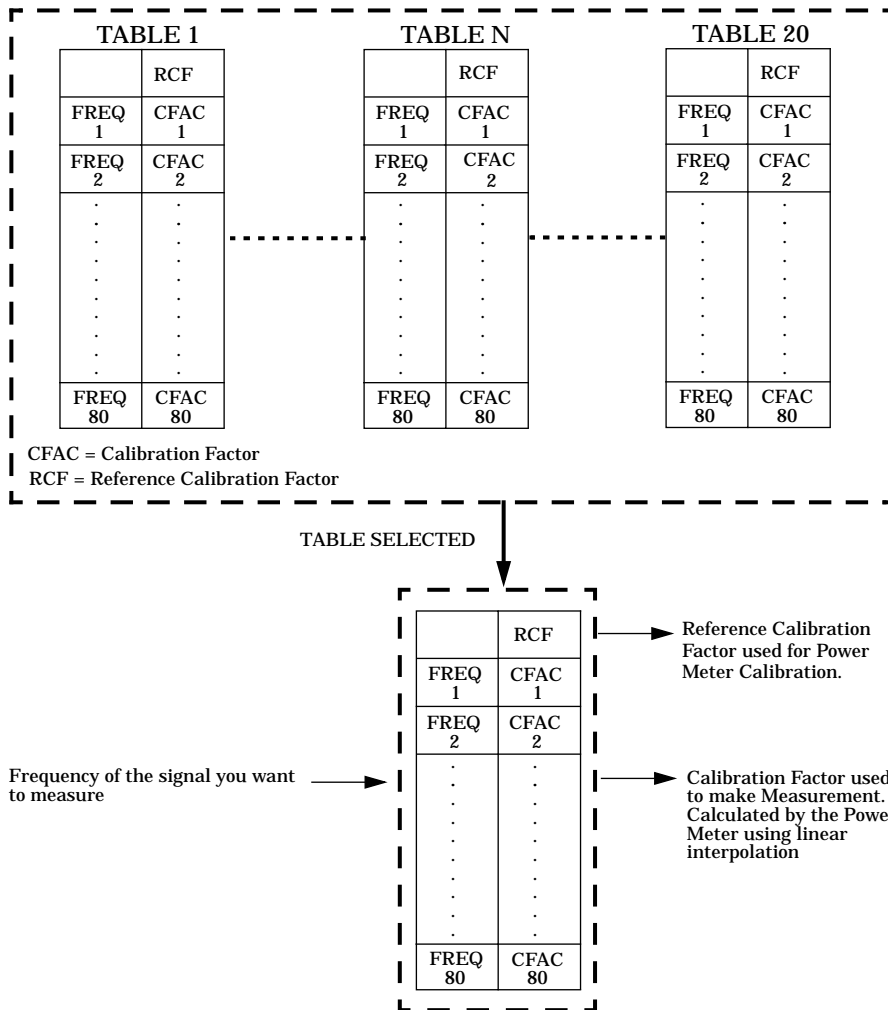 TABLE 1 TABLE N TABLE 20
RCF RCF RCF
FREQ CFAC FREQ CFAC FREQ CFAC
1 1 1 1 1 1
FREQ CFAC FREQ CFAC FREQ CFAC
2 2 2 2 2 2
FREQ CFAC FREQ CFAC FREQ CFAC
80 80 80 80 80 80
CFAC = Calibration Factor
RCF = Reference Calibration Factor
TABLE SELECTED
RCF
FREQ CFAC
1 1
FREQ CFAC
2 2
FREQ CFAC
80 80
Reference Calibration
Factor used for Power
Meter Calibration.
Frequency of the signal you want
to measure
Calibration Factor used
to make Measurement.
Calculated by the Powe
Meter using linear
interpolation